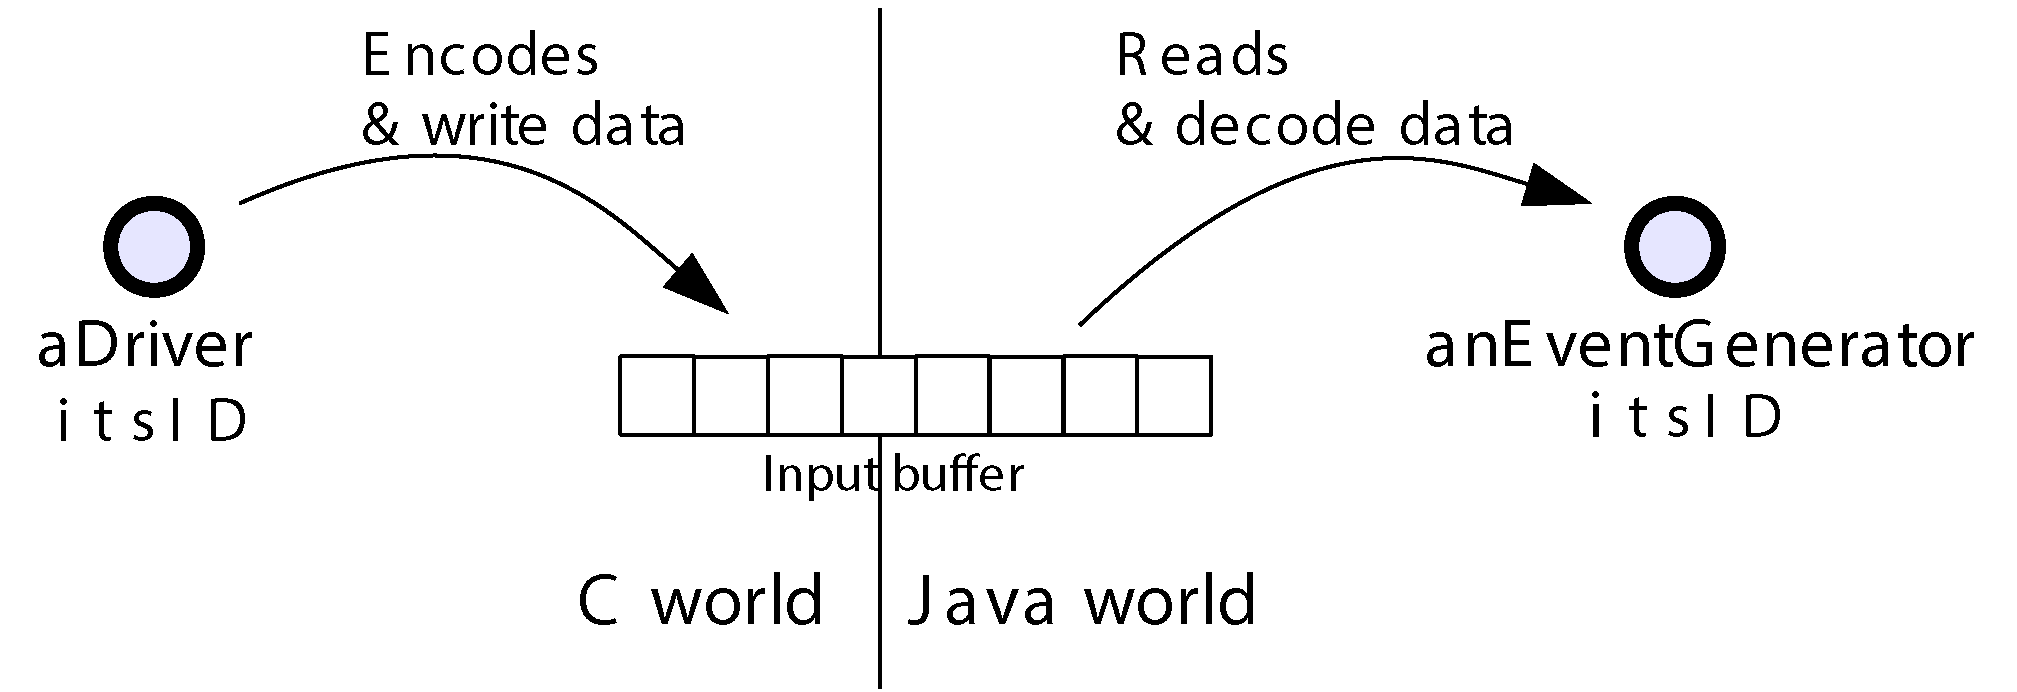 Encodes
& write data
Reads
& decode data
aDriver
itsID
anEventGenerator
itsID
Input buffer
C world
Java world